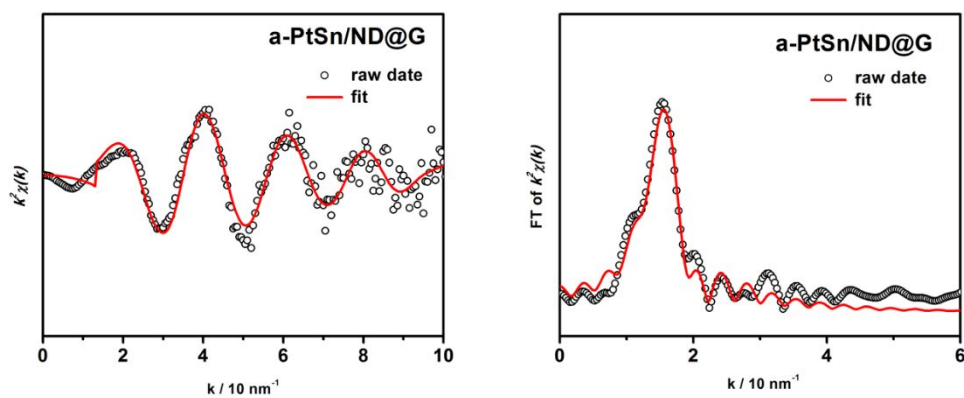 a-PtSn/ND@G
raw date
fit
k²χ(k)
0 2 4 6 8 10
k / 10 nm⁻¹
a-PtSn/ND@G
raw date
fit
FT of k²χ(k)
0 2 4 6
k / 10 nm⁻¹